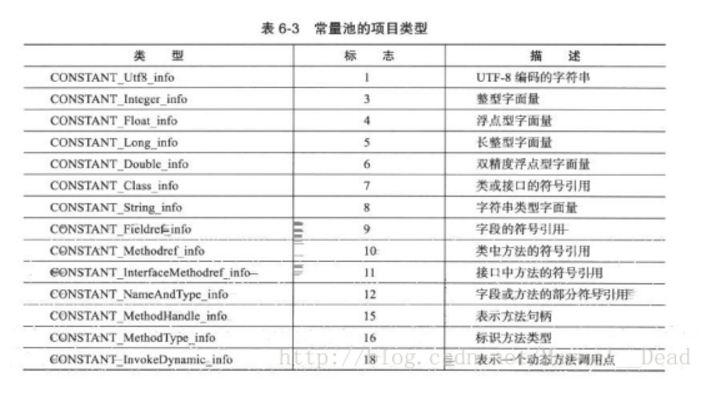 表 6-3 常量池的项目类型
类 型 标 志 描 述
CONSTANT_Utf8_info 1 UTF-8 编码的字符串
CONSTANT_Integer_info 3 整型字面量
CONSTANT_Float_info 4 浮点型字面量
CONSTANT_Long_info 5 长整型字面量
CONSTANT_Double_info 6 双精度浮点型字面量
CONSTANT_Class_info 7 类或接口的符号引用
CONSTANT_String_info 8 字符串类型字面量
CONSTANT_Fieldref_info 9 字段的符号引用
CONSTANT_Methodref_info 10 类中方法的符号引用
CONSTANT_InterfaceMethodref_info 11 接口中方法的符号引用
CONSTANT_NameAndType_info 12 字段或方法的部分符号引用
CONSTANT_MethodHandle_info 15 表示方法句柄
CONSTANT_MethodType_info 16 标识方法类型
CONSTANT_InvokeDynamic_info 18 表示一个动态方法调用点
http://blog.csdn.net/ Dead